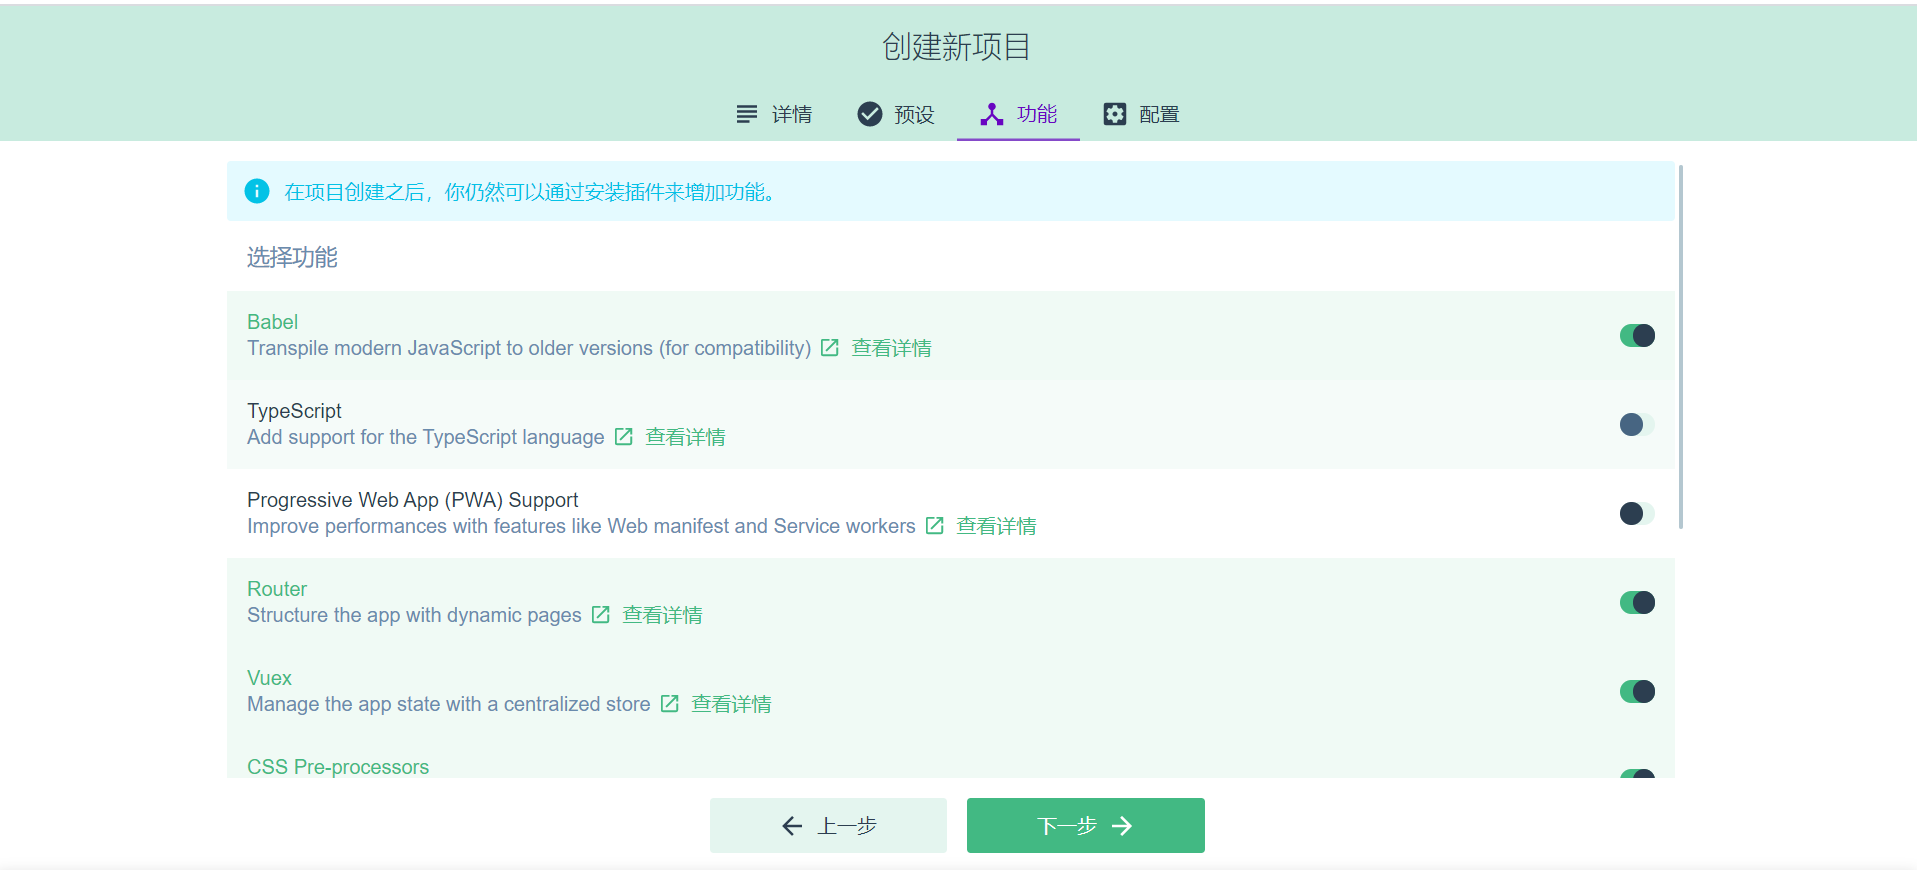 创建新项目
详情 预设 功能 配置
在项目创建之后，你仍然可以通过安装插件来增加功能。
选择功能
Babel
Transpile modern JavaScript to older versions (for compatibility) 查看详情
TypeScript
Add support for the TypeScript language 查看详情
Progressive Web App (PWA) Support
Improve performances with features like Web manifest and Service workers 查看详情
Router
Structure the app with dynamic pages 查看详情
Vuex
Manage the app state with a centralized store 查看详情
CSS Pre-processors
上一步 下一步